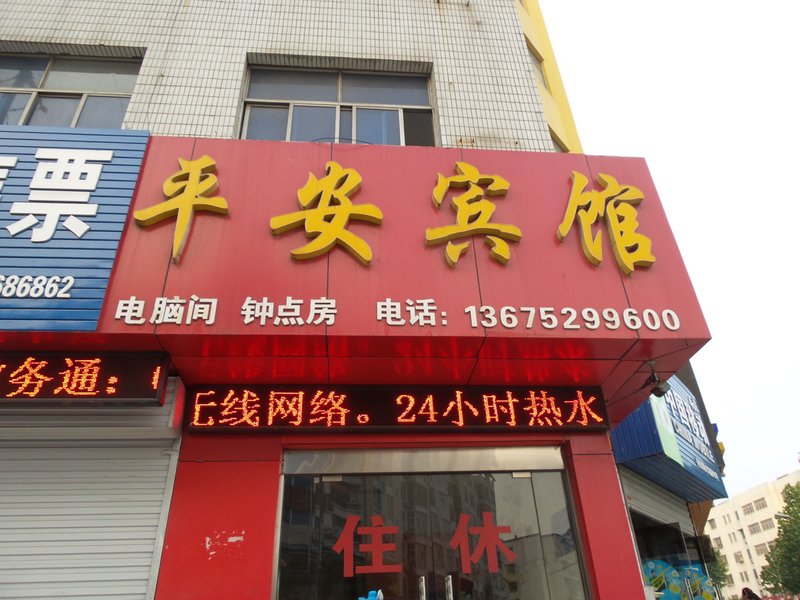 票
686862
平安宾馆
电脑间 钟点房 电话：13675299600
务通：
无线网络。24小时热水
住 休